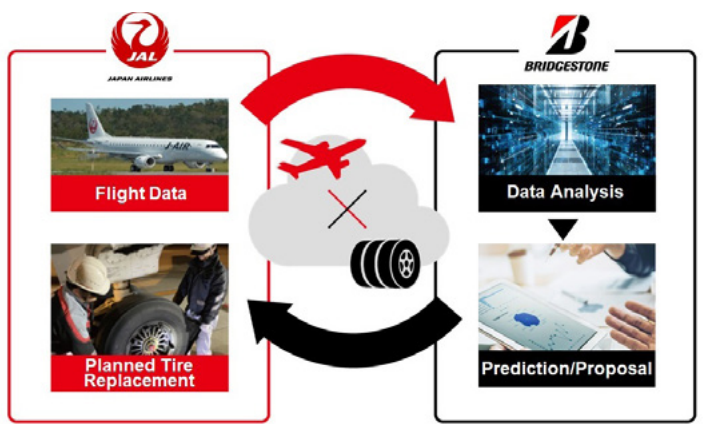 JAL
JAPAN AIRLINES
J-AIR
Flight Data
Planned Tire
Replacement
BRIDGESTONE
Data Analysis
Prediction/Proposal